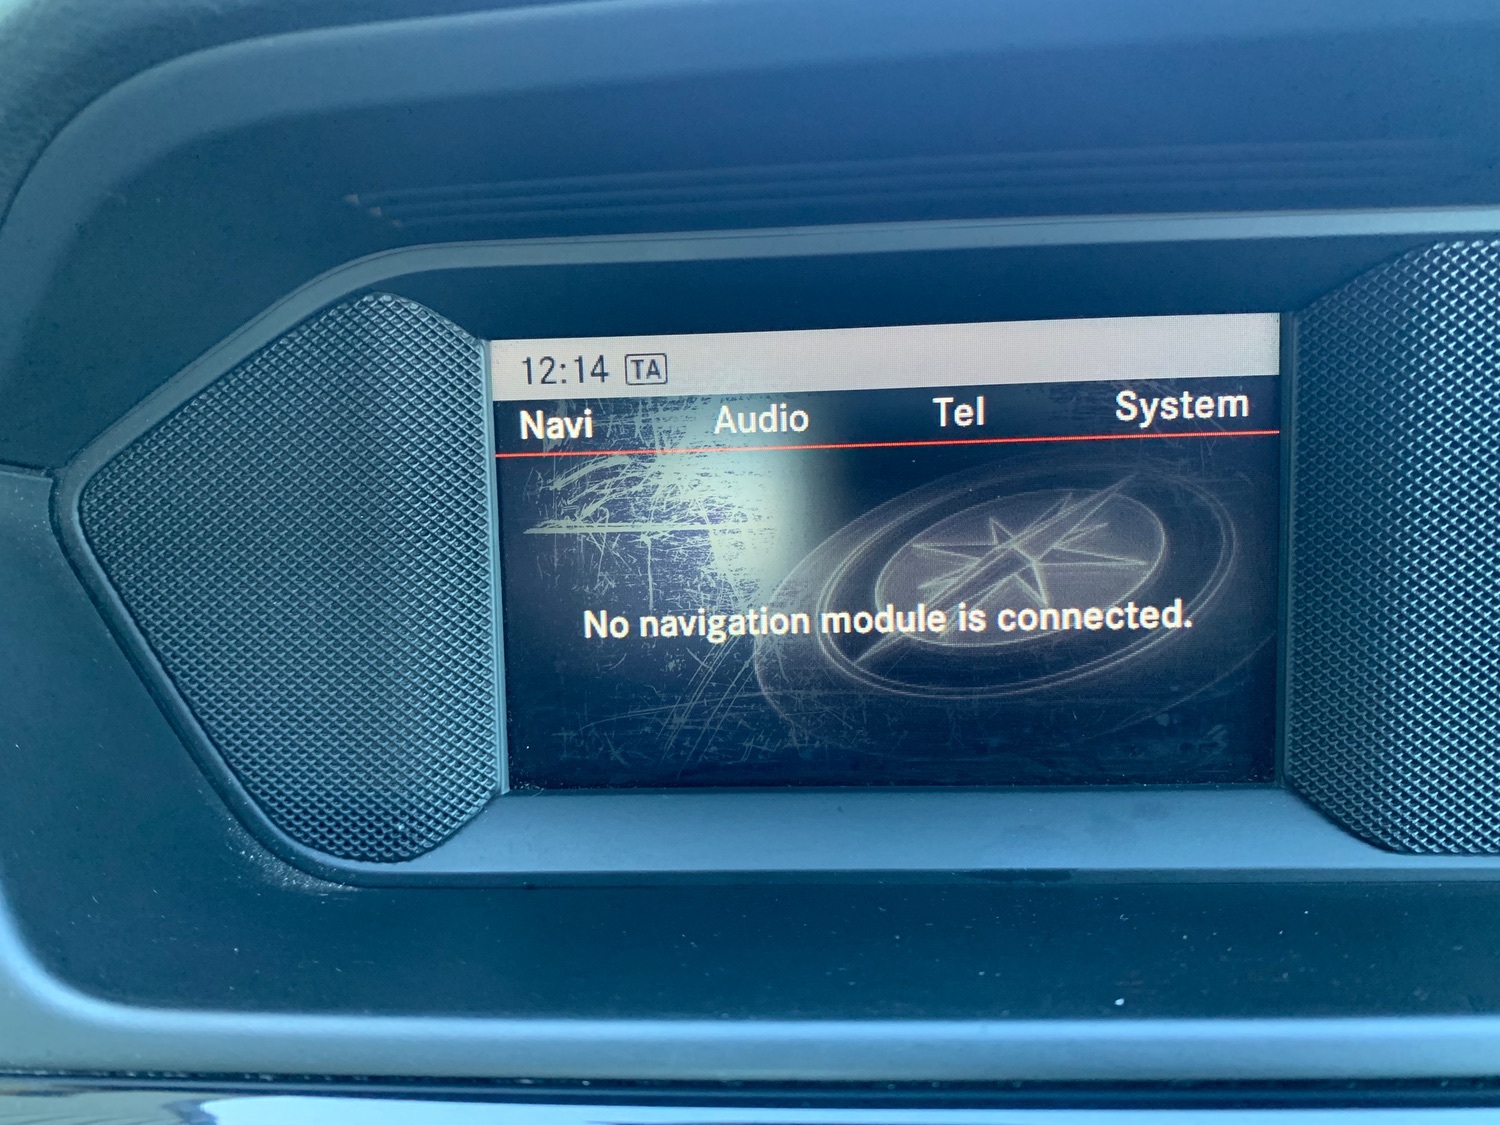 12:14 TA
Navi Audio Tel System
No navigation module is connected.